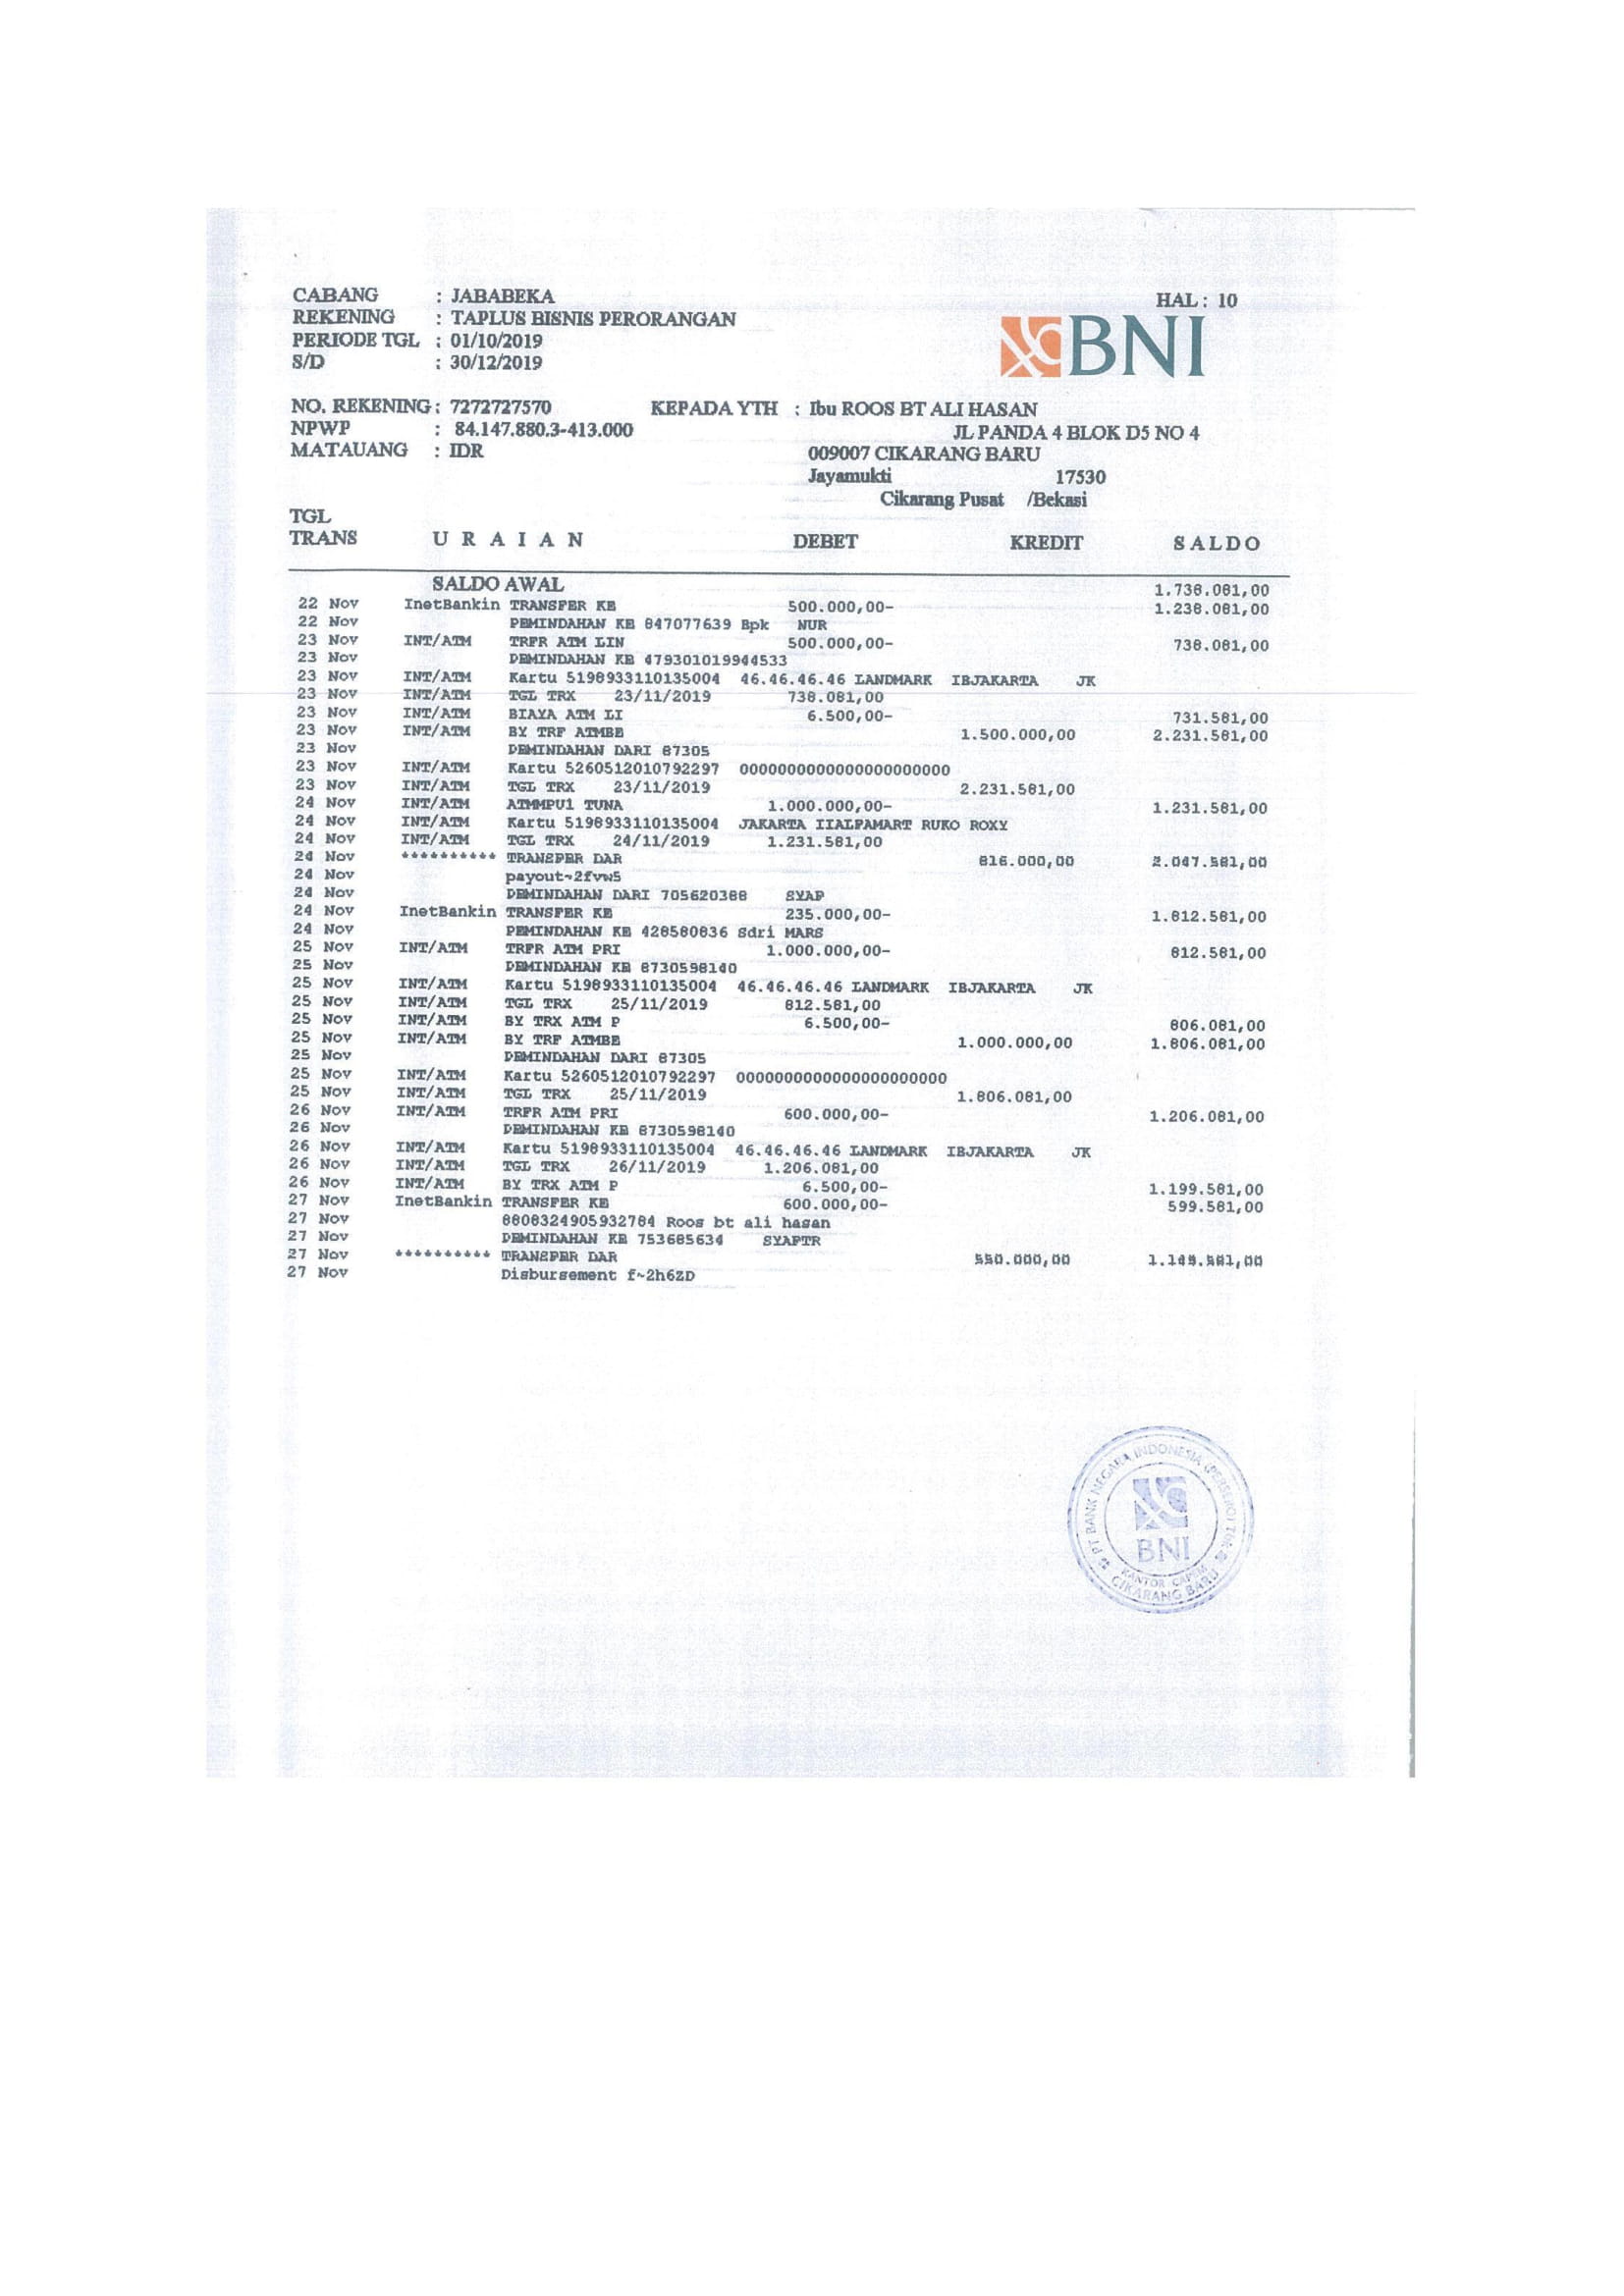 CABANG : JABABEKA HAL : 10
REKENING : TAPLUS BISNIS PERORANGAN
PERIODE TGL : 01/10/2019
S/D : 30/12/2019
BNI
NO. REKENING : 7272727570 KEPADA YTH : Ibu ROOS BT ALI HASAN
NPWP : 84.147.880.3-413.000 JL PANDA 4 BLOK D5 NO 4
MATAUANG : IDR 009007 CIKARANG BARU
Jayamukti 17530
Cikarang Pusat /Bekasi
TGL
TRANS U R A I A N DEBET KREDIT S A L D O
SALDO AWAL 1.738.081,00
22 Nov InetBankin TRANSFER KE 500.000,00- 1.238.081,00
22 Nov PEMINDAHAN KE 847077639 Bpk NUR
23 Nov INT/ATM TRFR ATM LIN 500.000,00- 738.081,00
23 Nov PEMINDAHAN KE 479301019944533
23 Nov INT/ATM Kartu 5198933110135004 46.46.46.46 LANDMARK IBJAKARTA JK
23 Nov INT/ATM TGL TRX 23/11/2019 738.081,00
23 Nov INT/ATM BIAYA ATM LI 6.500,00- 731.581,00
23 Nov INT/ATM BY TRF ATMBE 1.500.000,00 2.231.581,00
23 Nov PEMINDAHAN DARI 87305
23 Nov INT/ATM Kartu 5260512010792297 0000000000000000000000
23 Nov INT/ATM TGL TRX 23/11/2019 2.231.581,00
24 Nov INT/ATM ATMMPU1 TUNA 1.000.000,00- 1.231.581,00
24 Nov INT/ATM Kartu 5198933110135004 JAKARTA IIALFAMART RUKO ROXY
24 Nov INT/ATM TGL TRX 24/11/2019 1.231.581,00
24 Nov ********** TRANSFER DAR 816.000,00 2.047.581,00
24 Nov payout~2fvw5
24 Nov PEMINDAHAN DARI 705620388 SYAP
24 Nov InetBankin TRANSFER KE 235.000,00- 1.812.581,00
24 Nov PEMINDAHAN KE 428580836 Sdri MARS
25 Nov INT/ATM TRFR ATM PRI 1.000.000,00- 812.581,00
25 Nov PEMINDAHAN KE 8730598140
25 Nov INT/ATM Kartu 5198933110135004 46.46.46.46 LANDMARK IBJAKARTA JK
25 Nov INT/ATM TGL TRX 25/11/2019 812.581,00
25 Nov INT/ATM BY TRX ATM P 6.500,00- 806.081,00
25 Nov INT/ATM BY TRF ATMBE 1.000.000,00 1.806.081,00
25 Nov PEMINDAHAN DARI 87305
25 Nov INT/ATM Kartu 5260512010792297 0000000000000000000000
25 Nov INT/ATM TGL TRX 25/11/2019 1.806.081,00
26 Nov INT/ATM TRFR ATM PRI 600.000,00- 1.206.081,00
26 Nov PEMINDAHAN KE 8730598140
26 Nov INT/ATM Kartu 5198933110135004 46.46.46.46 LANDMARK IBJAKARTA JK
26 Nov INT/ATM TGL TRX 26/11/2019 1.206.081,00
26 Nov INT/ATM BY TRX ATM P 6.500,00- 1.199.581,00
27 Nov InetBankin TRANSFER KE 600.000,00- 599.581,00
27 Nov 8808324905932784 Roos bt ali hasan
27 Nov PEMINDAHAN KE 753685634 SYAPTR
27 Nov ********** TRANSFER DAR 550.000,00 1.149.581,00
27 Nov Disbursement f~2h6ZD
PT BANK NEGARA INDONESIA (PERSERO) Tbk
BNI
KANTOR CAPEM
CIKARANG BARU